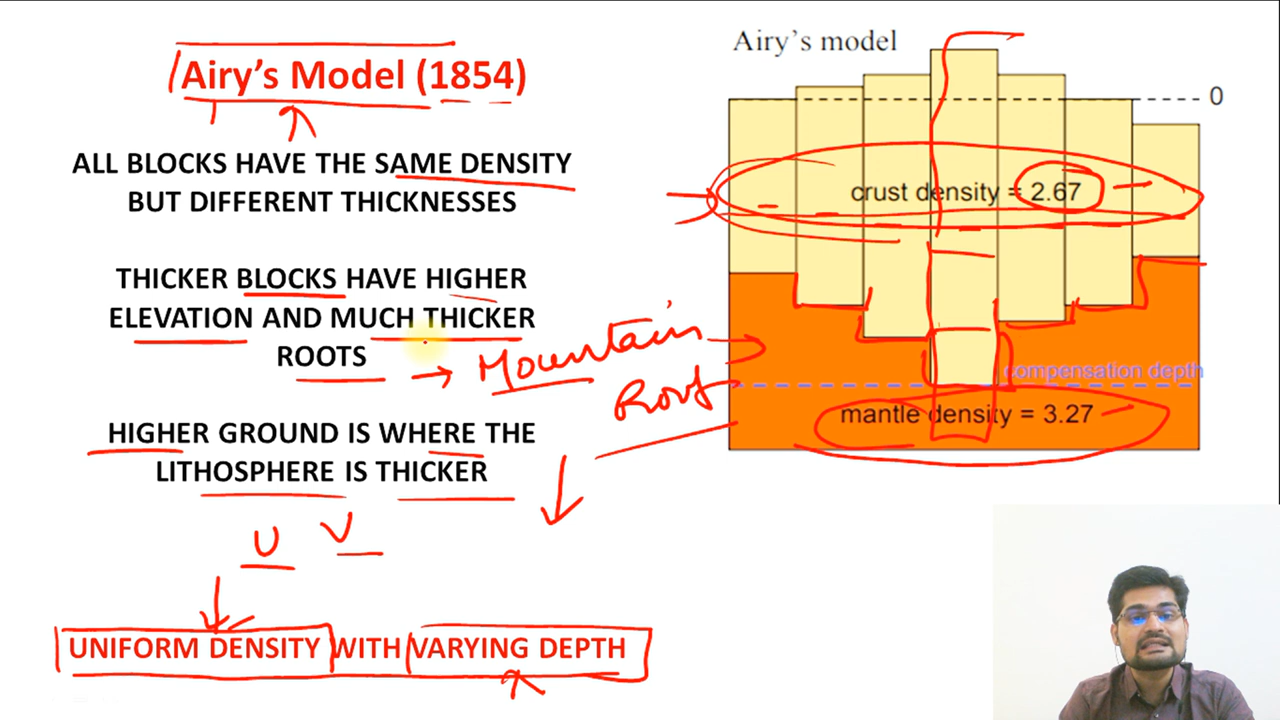 Airy's Model (1854)
ALL BLOCKS HAVE THE SAME DENSITY
BUT DIFFERENT THICKNESSES
THICKER BLOCKS HAVE HIGHER
ELEVATION AND MUCH THICKER
ROOTS
→ Mountain
Root
HIGHER GROUND IS WHERE THE
LITHOSPHERE IS THICKER
U V
UNIFORM DENSITY WITH VARYING DEPTH
Airy's model
0
crust density = 2.67
compensation depth
mantle density = 3.27